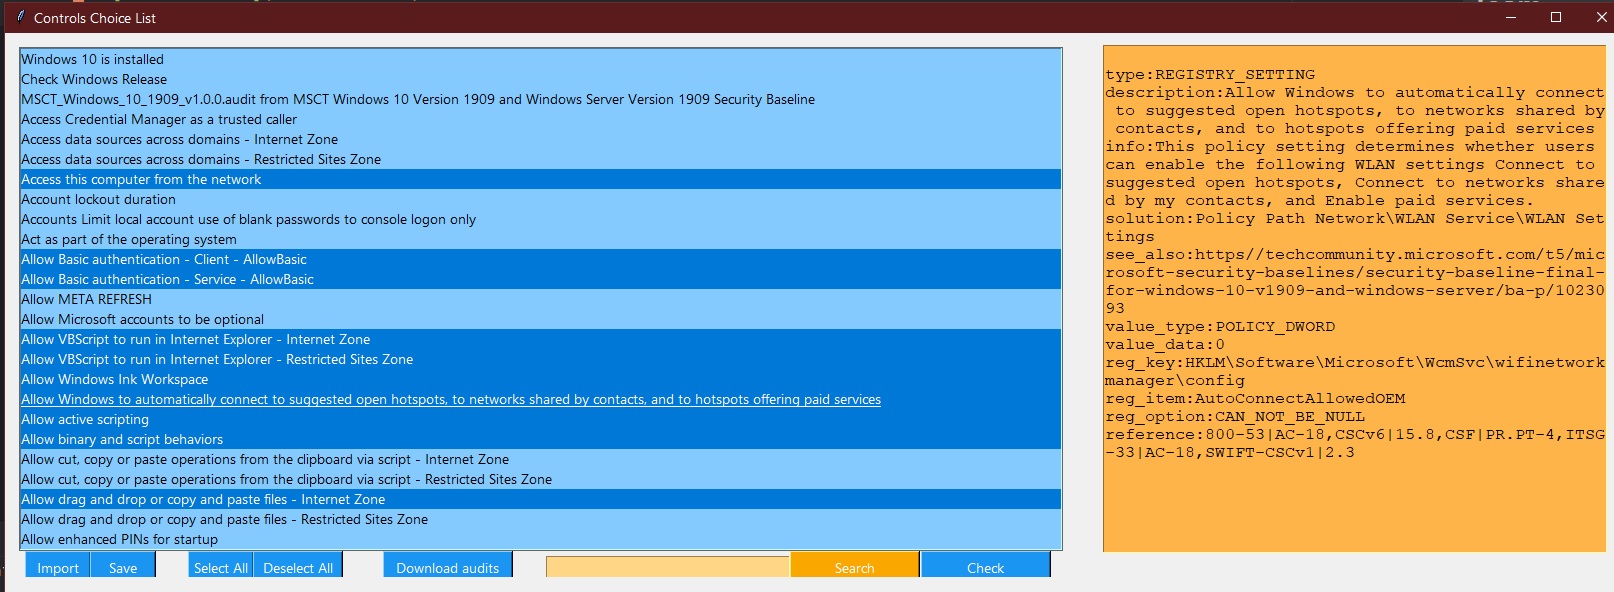 Controls Choice List
Windows 10 is installed
Check Windows Release
MSCT_Windows_10_1909_v1.0.0.audit from MSCT Windows 10 Version 1909 and Windows Server Version 1909 Security Baseline
Access Credential Manager as a trusted caller
Access data sources across domains - Internet Zone
Access data sources across domains - Restricted Sites Zone
Access this computer from the network
Account lockout duration
Accounts Limit local account use of blank passwords to console logon only
Act as part of the operating system
Allow Basic authentication - Client - AllowBasic
Allow Basic authentication - Service - AllowBasic
Allow META REFRESH
Allow Microsoft accounts to be optional
Allow VBScript to run in Internet Explorer - Internet Zone
Allow VBScript to run in Internet Explorer - Restricted Sites Zone
Allow Windows Ink Workspace
Allow Windows to automatically connect to suggested open hotspots, to networks shared by contacts, and to hotspots offering paid services
Allow active scripting
Allow binary and script behaviors
Allow cut, copy or paste operations from the clipboard via script - Internet Zone
Allow cut, copy or paste operations from the clipboard via script - Restricted Sites Zone
Allow drag and drop or copy and paste files - Internet Zone
Allow drag and drop or copy and paste files - Restricted Sites Zone
Allow enhanced PINs for startup
Import
Save
Select All
Deselect All
Download audits
Search
Check
type:REGISTRY_SETTING
description:Allow Windows to automatically connect
to suggested open hotspots, to networks shared by
contacts, and to hotspots offering paid services
info:This policy setting determines whether users
can enable the following WLAN settings Connect to
suggested open hotspots, Connect to networks share
d by my contacts, and Enable paid services.
solution:Policy Path Network\WLAN Service\WLAN Set
tings
see_also:https//techcommunity.microsoft.com/t5/mic
rosoft-security-baselines/security-baseline-final-
for-windows-10-v1909-and-windows-server/ba-p/10230
93
value_type:POLICY_DWORD
value_data:0
reg_key:HKLM\Software\Microsoft\WcmSvc\wifinetwork
manager\config
reg_item:AutoConnectAllowedOEM
reg_option:CAN_NOT_BE_NULL
reference:800-53|AC-18,CSCv6|15.8,CSF|PR.PT-4,ITSG
-33|AC-18,SWIFT-CSCv1|2.3